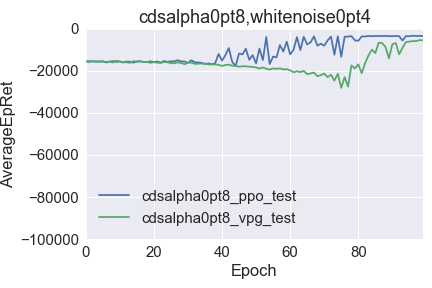 cdsalpha0pt8,whitenoise0pt4
AverageEpRet
0
−20000
−40000
−60000
−80000
−100000
cdsalpha0pt8_ppo_test
cdsalpha0pt8_vpg_test
0 20 40 60 80
Epoch